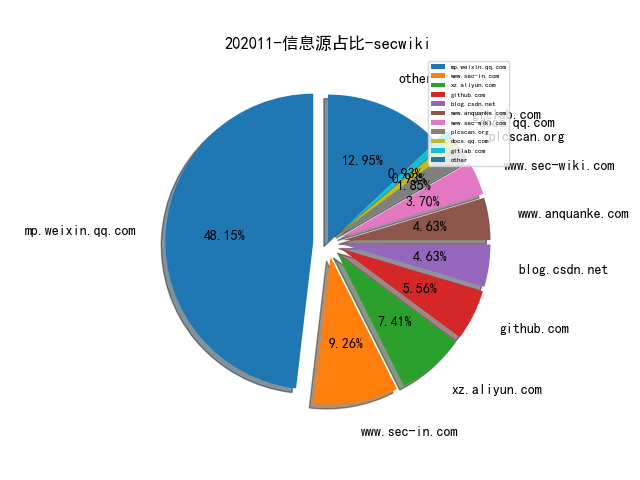 202011-信息源占比-secwiki
mp.weixin.qq.com
www.sec-in.com
xz.aliyun.com
github.com
blog.csdn.net
www.anquanke.com
www.sec-wiki.com
plcscan.org
docs.qq.com
gitlab.com
other
other
plcscan.org
www.sec-wiki.com
www.anquanke.com
blog.csdn.net
github.com
xz.aliyun.com
www.sec-in.com
mp.weixin.qq.com
12.95%
0.93%
1.85%
3.70%
4.63%
4.63%
5.56%
7.41%
9.26%
48.15%